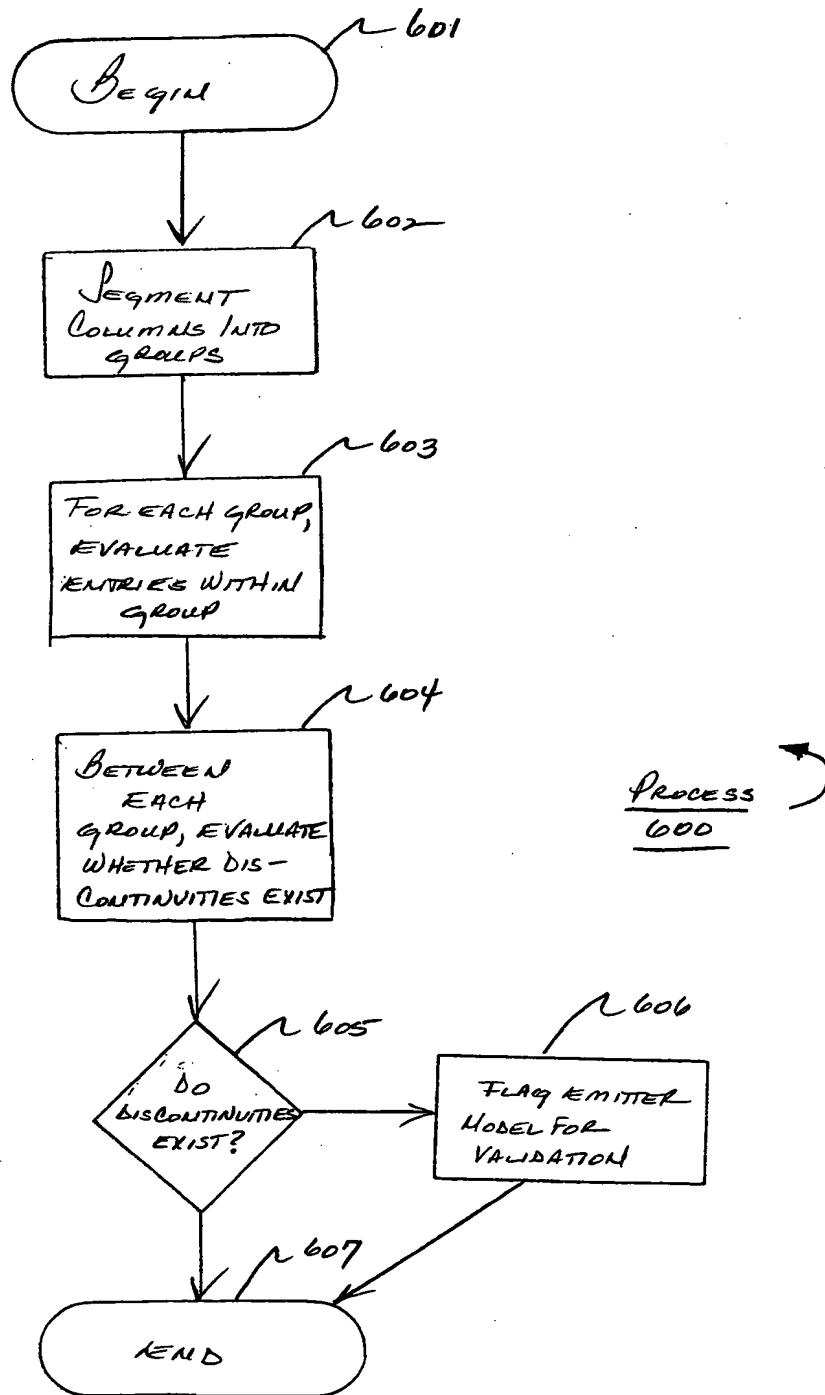 601
Begin
602
Segment
Columns Into
Groups
603
For Each Group,
Evaluate
Entries Within
Group
604
Between
Each
Group, Evaluate
Whether Dis-
continuities Exist
Process
600
605
Do
Discontinuities
Exist?
606
Flag Emitter
Model For
Validation
607
End